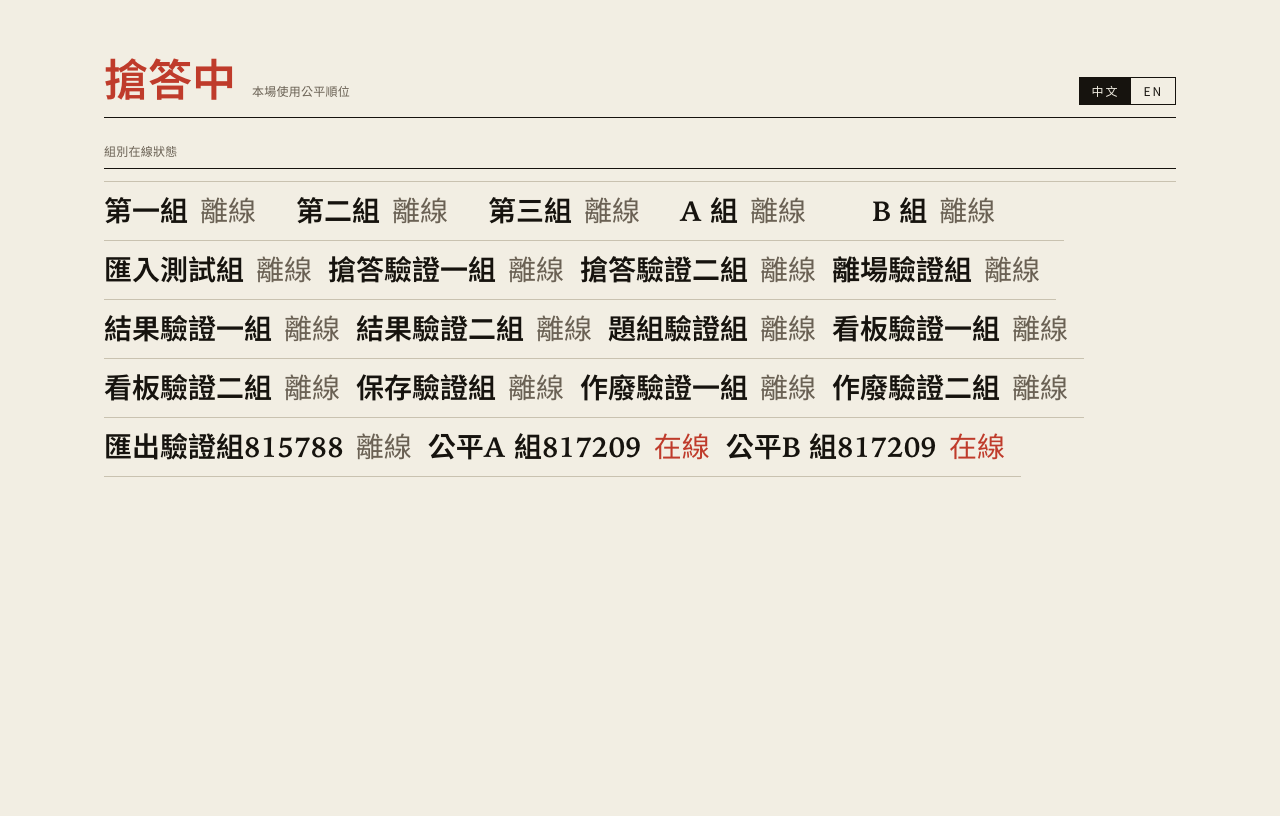 搶答中 本場使用公平順位 中文 EN
組別在線狀態
第一組 離線 第二組 離線 第三組 離線 A 組 離線 B 組 離線
匯入測試組 離線 搶答驗證一組 離線 搶答驗證二組 離線 離場驗證組 離線
結果驗證一組 離線 結果驗證二組 離線 題組驗證組 離線 看板驗證一組 離線
看板驗證二組 離線 保存驗證組 離線 作廢驗證一組 離線 作廢驗證二組 離線
匯出驗證組815788 離線 公平A 組817209 在線 公平B 組817209 在線